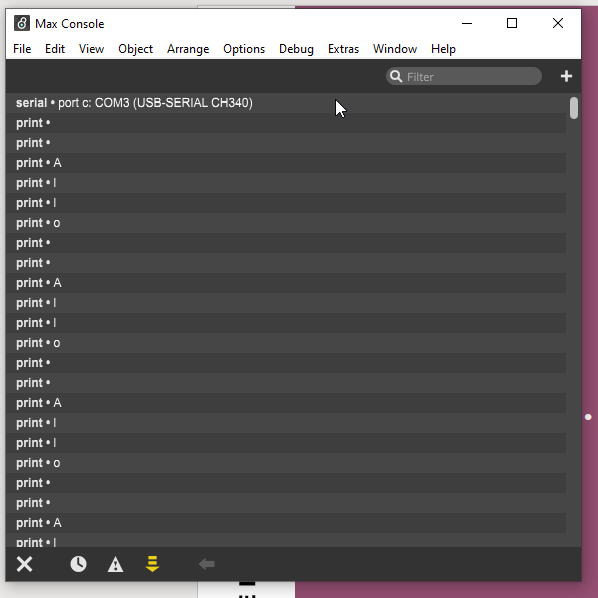 Max Console
File Edit View Object Arrange Options Debug Extras Window Help
Filter
serial • port c: COM3 (USB-SERIAL CH340)
print •
print •
print • A
print • l
print • l
print • o
print •
print •
print • A
print • l
print • l
print • o
print •
print •
print • A
print • l
print • l
print • o
print •
print •
print • A
print • l